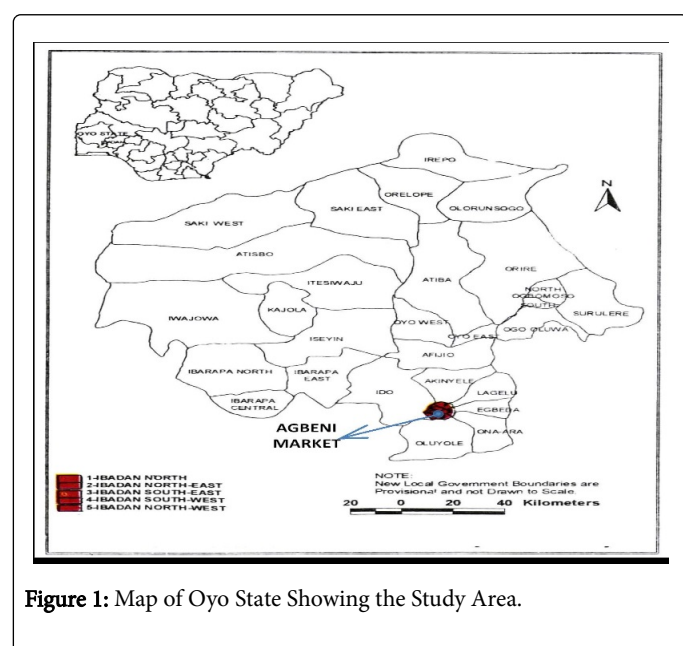 OYO STATE
IREPO
ORELOPE
SAKI EAST
OLORUNSOGO
N
SAKI WEST
ATISBO
ITESIWAJU
ATIBA
ORIRE
NORTH
OGBOMOSO
SOUTH
SURULERE
KAJOLA
IWAJOWA
OYO WEST
OYO EAST
OGO OLUWA
ISEYIN
AFIJIO
IBARAPA NORTH
IBARAPA
EAST
IDO
AKINYELE
LAGELU
IBARAPA
CENTRAL
EGBEDA
ONA-ARA
AGBENI
MARKET
OLUYOLE
1-IBADAN NORTH
2-IBADAN NORTH-EAST
3-IBADAN SOUTH-EAST
4-IBADAN SOUTH-WEST
5-IBADAN NORTH-WEST
NOTE:
New Local Government Boundaries are
Provisional and not Drawn to Scale.
20 0 20 40 Kilometers
Figure 1: Map of Oyo State Showing the Study Area.